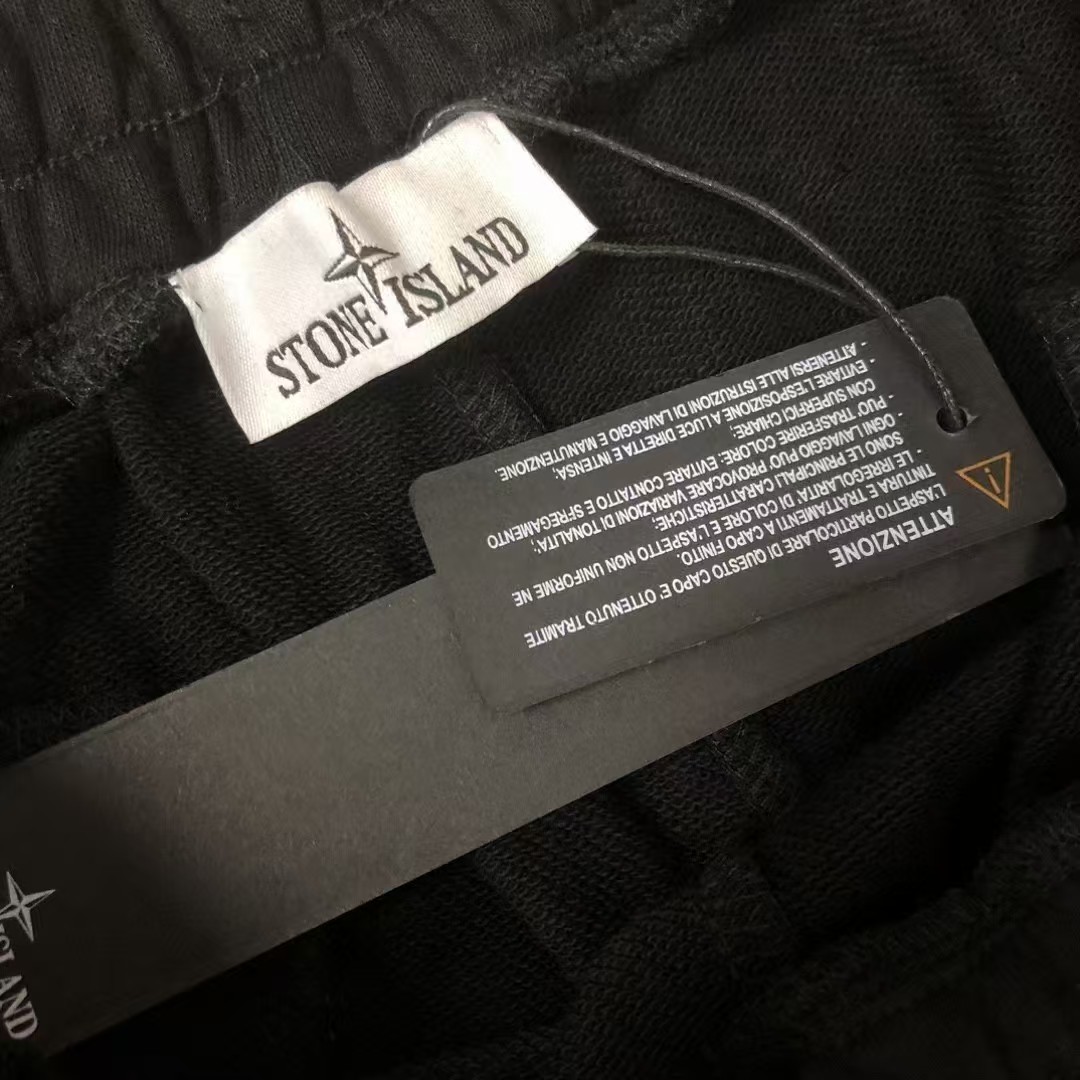 STONE ISLAND
ATTENZIONE
L'ASPETTO PARTICOLARE DI QUESTO CAPO E' OTTENUTO TRAMITE
TINTURA E TRATTAMENTI A CAPO FINITO.
- LE IRREGOLARITA' DI COLORE E L'ASPETTO NON UNIFORME NE
SONO LE PRINCIPALI CARATTERISTICHE;
- OGNI LAVAGGIO PUO' PROVOCARE VARIAZIONI DI TONALITA';
- PUO' TRASFERIRE COLORE: EVITARE CONTATTO E SFREGAMENTO
CON SUPERFICI CHIARE;
- EVITARE L'ESPOSIZIONE A LUCE DIRETTA E INTENSA;
- ATTENERSI ALLE ISTRUZIONI DI LAVAGGIO E MANUTENZIONE.
ISLAND